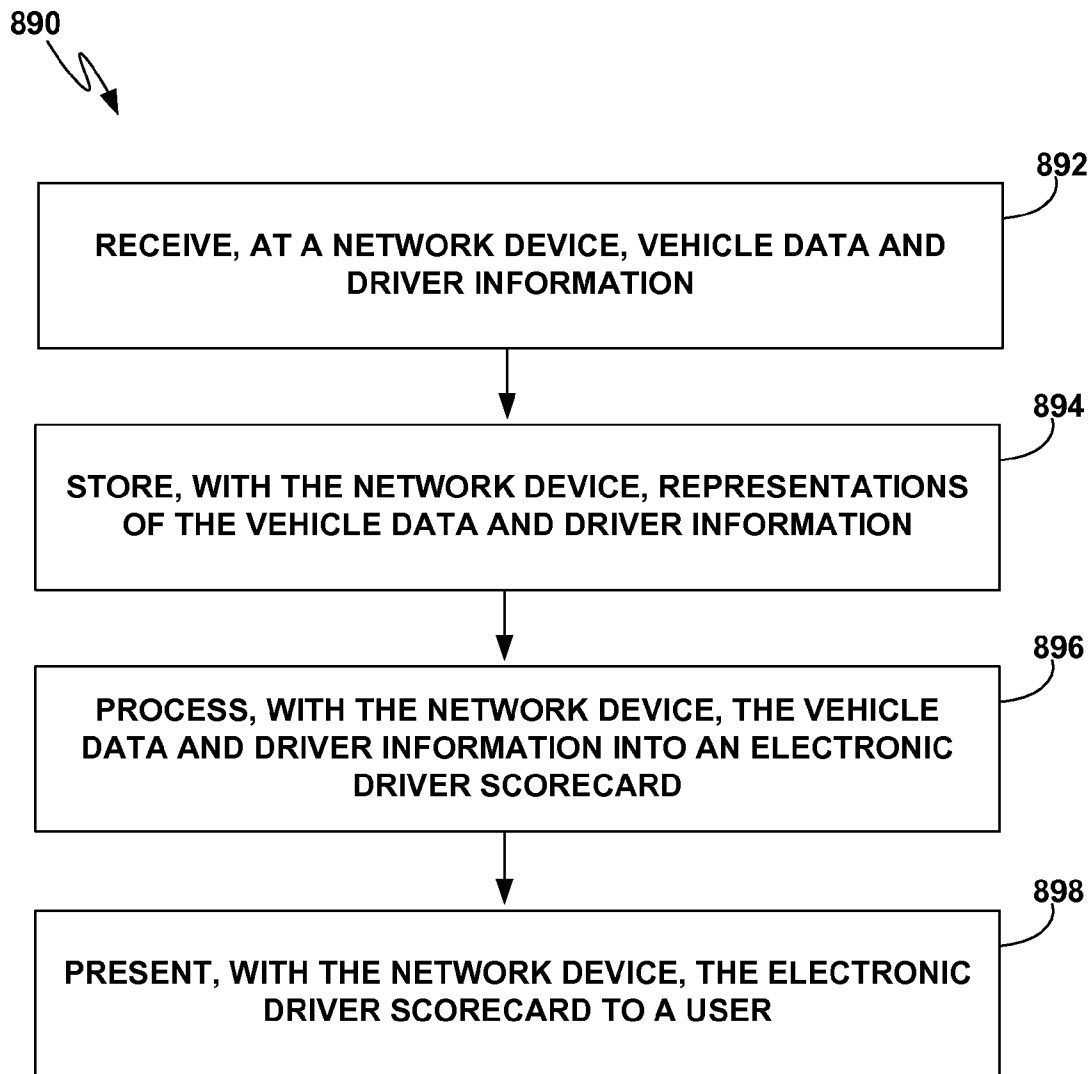 890
892
RECEIVE, AT A NETWORK DEVICE, VEHICLE DATA AND
DRIVER INFORMATION
894
STORE, WITH THE NETWORK DEVICE, REPRESENTATIONS
OF THE VEHICLE DATA AND DRIVER INFORMATION
896
PROCESS, WITH THE NETWORK DEVICE, THE VEHICLE
DATA AND DRIVER INFORMATION INTO AN ELECTRONIC
DRIVER SCORECARD
898
PRESENT, WITH THE NETWORK DEVICE, THE ELECTRONIC
DRIVER SCORECARD TO A USER